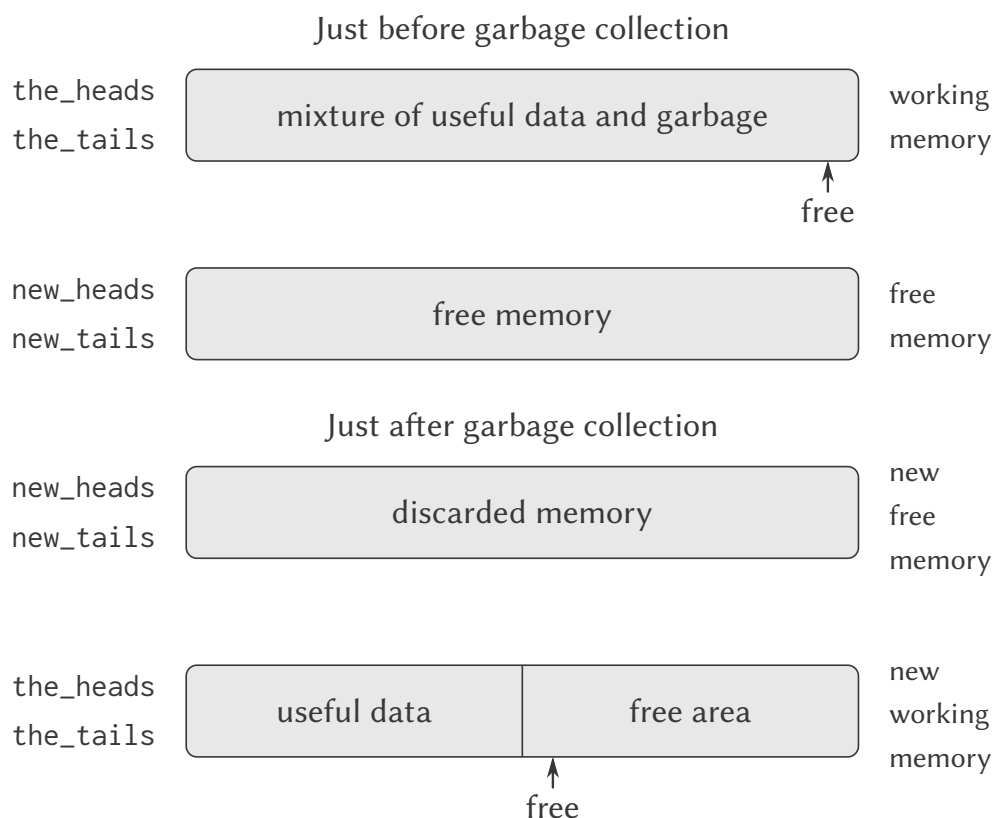 Just before garbage collection
the_heads
the_tails
mixture of useful data and garbage
working
memory
free
new_heads
new_tails
free memory
free
memory
Just after garbage collection
new_heads
new_tails
discarded memory
new
free
memory
the_heads
the_tails
useful data
free area
new
working
memory
free